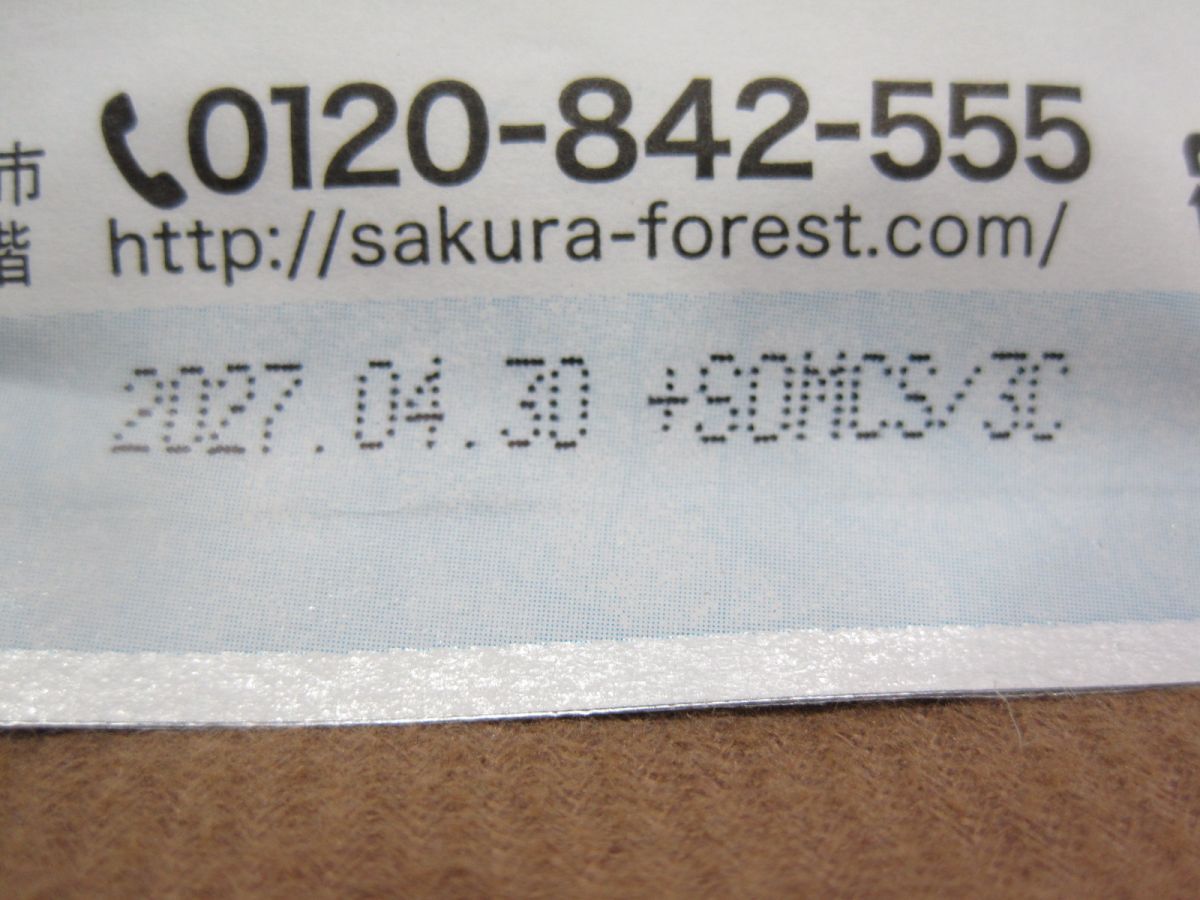 市
階
0120-842-555
http://sakura-forest.com/
2027.04.30 +SOMCS/3C